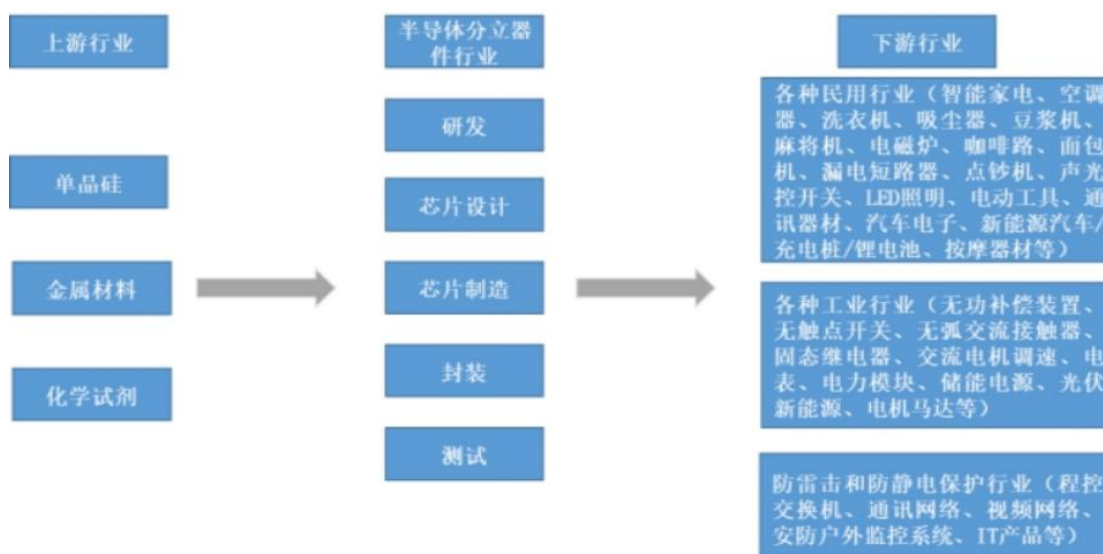 上游行业
单品硅
金属材料
化学试剂
半导体分立器
件行业
研发
芯片设计
芯片制造
封装
测试
下游行业
各种民用行业（智能家电、空调
器、洗衣机、吸尘器、豆浆机、
麻将机、电磁炉、咖啡路、面包
机、漏电短路器、点钞机、声光
控开关、LED照明、电动工具、通
讯器材、汽车电子、新能源汽车/
充电桩/锂电池、按摩器材等）
各种工业行业（无功补偿装置、
无触点开关、无弧交流接触器、
固态继电器、交流电机调速、电
表、电力模块、储能电源、光伏
新能源、电机马达等）
防雷击和防静电保护行业（程控
交换机、通讯网络、视频网络、
安防户外监控系统、IT产品等）